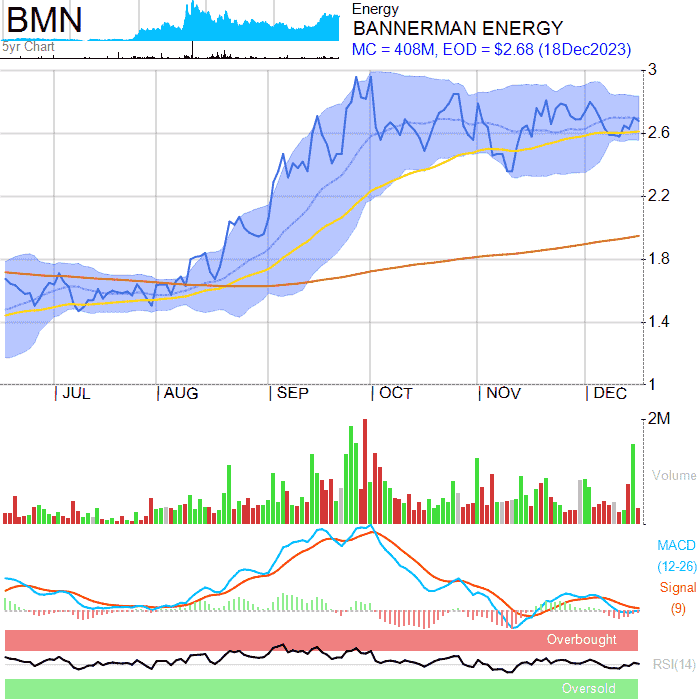 BMN
5yr Chart
Energy
BANNERMAN ENERGY
MC = 408M, EOD = $2.68 (18Dec2023)
3
2.6
2.2
1.8
1.4
1
JUL
AUG
SEP
OCT
NOV
DEC
2M
Volume
MACD
(12-26)
Signal
(9)
Overbought
RSI(14)
Oversold